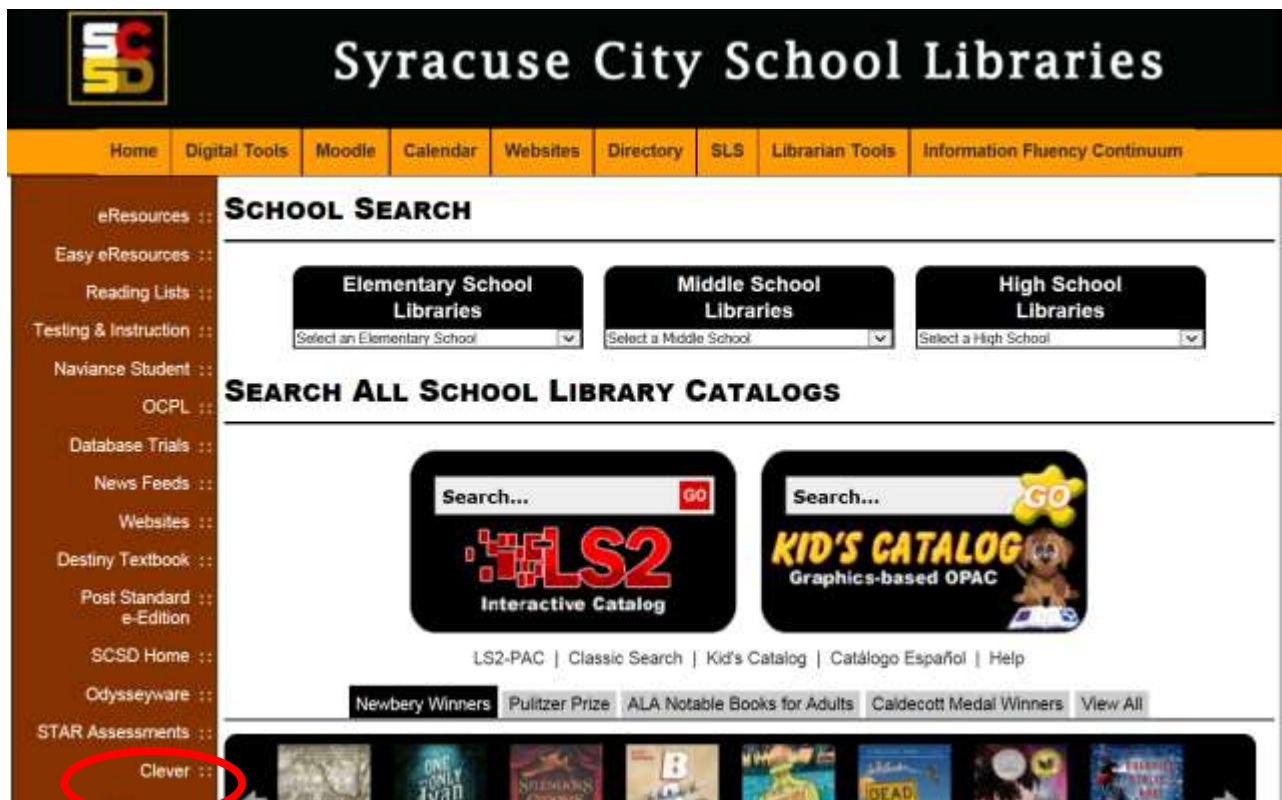 SCSD
Syracuse City School Libraries
Home
Digital Tools
Moodle
Calendar
Websites
Directory
SLS
Librarian Tools
Information Fluency Continuum
eResources ::
Easy eResources ::
Reading Lists ::
Testing & Instruction ::
Naviance Student ::
OCPL ::
Database Trials ::
News Feeds ::
Websites ::
Destiny Textbook ::
Post Standard ::
e-Edition
SCSD Home ::
Odysseyware ::
STAR Assessments ::
Clever ::
SCHOOL SEARCH
Elementary School
Libraries
Select an Elementary School
Middle School
Libraries
Select a Middle School
High School
Libraries
Select a High School
SEARCH ALL SCHOOL LIBRARY CATALOGS
Search...
GO
LS2
Interactive Catalog
Search...
GO
KID'S CATALOG
Graphics-based OPAC
LS2-PAC | Classic Search | Kid's Catalog | Catálogo Español | Help
Newbery Winners
Pulitzer Prize
ALA Notable Books for Adults
Caldecott Medal Winners
View All
ONE
ONLY
Ivan
SPLENDORS
DEAD